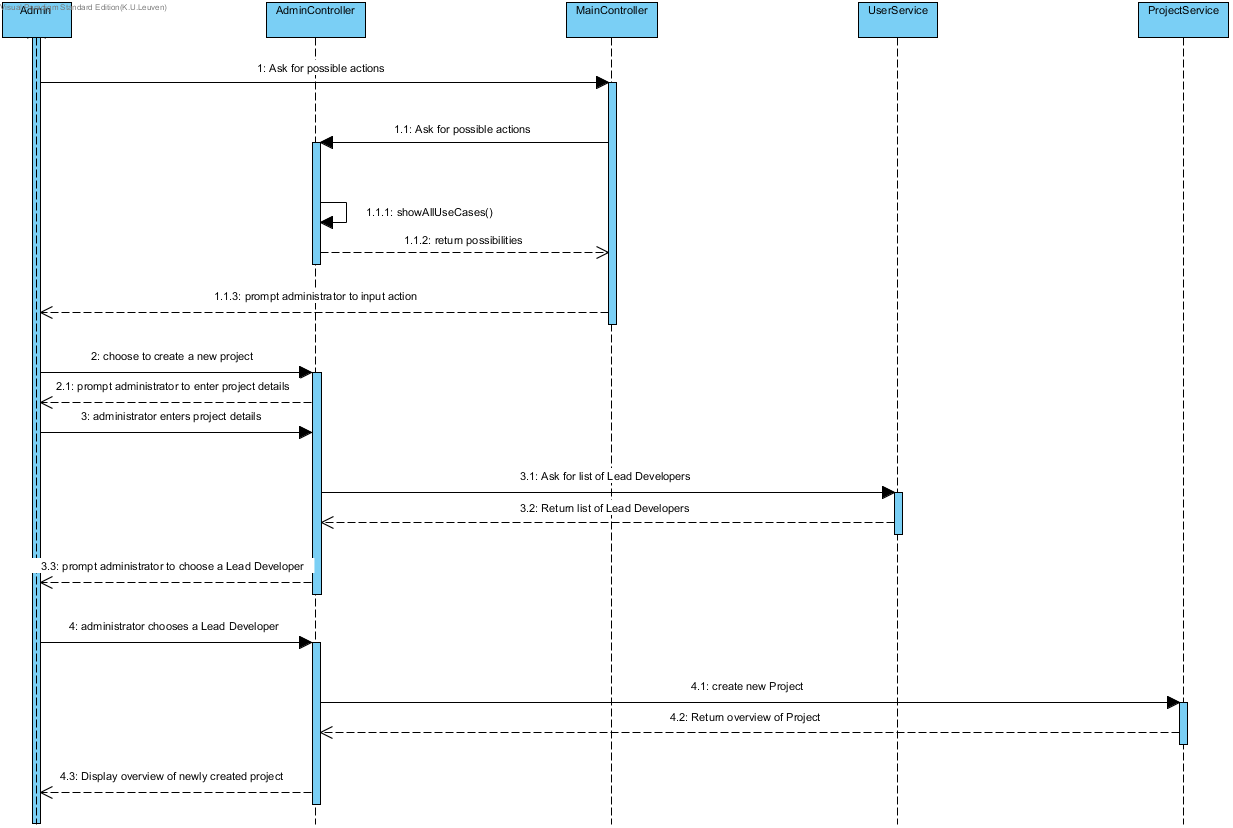 Visual Paradigm Standard Edition(K.U.Leuven)
Admin
AdminController
MainController
UserService
ProjectService
1: Ask for possible actions
1.1: Ask for possible actions
1.1.1: showAllUseCases()
1.1.2: return possibilities
1.1.3: prompt administrator to input action
2: choose to create a new project
2.1: prompt administrator to enter project details
3: administrator enters project details
3.1: Ask for list of Lead Developers
3.2: Return list of Lead Developers
3.3: prompt administrator to choose a Lead Developer
4: administrator chooses a Lead Developer
4.1: create new Project
4.2: Return overview of Project
4.3: Display overview of newly created project